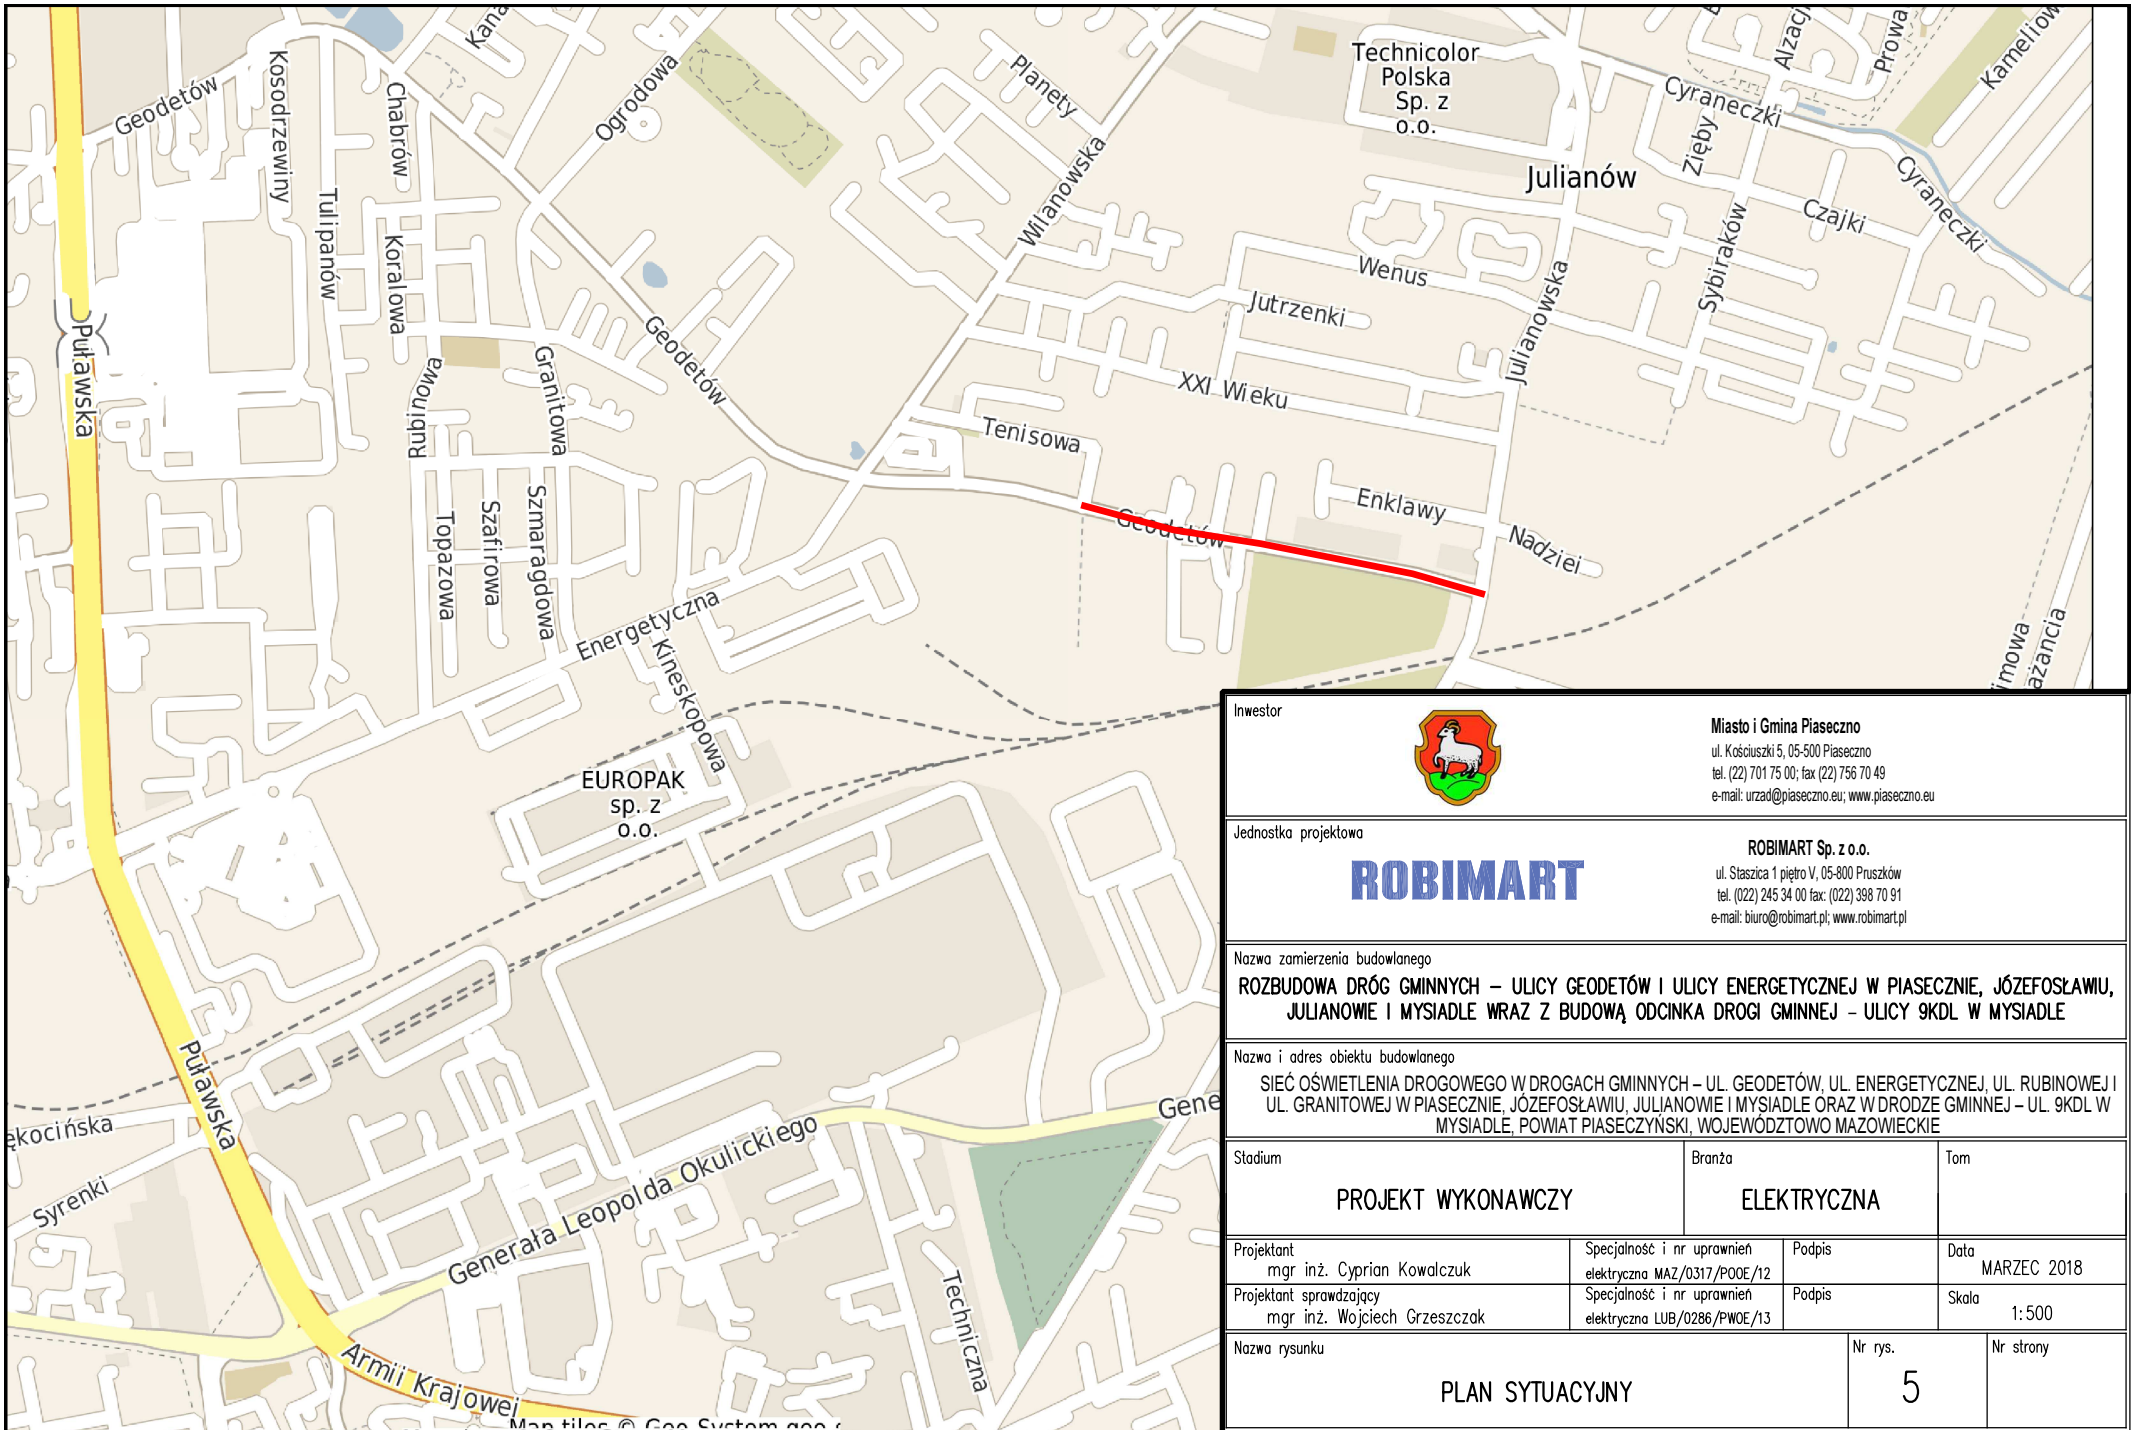 Geodetów
Kosodrzewiny
Chabrów
Tulipanów
Koralowa
Ogrodowa
Planety
Wilanowska
Technicolor
Polska
Sp. z
o.o.
Julianów
Cyraneczki
Zięby
Czajki
Cyraneczki
Sybiraków
Wenus
Jutrzenki
Julianowska
XXI Wieku
Tenisowa
Geodetów
Puławska
Rubinowa
Granitowa
Topazowa
Szafirowa
Szmaragdowa
Energetyczna
Kineskopowa
Geodetów
Enklawy
Nadziei
EUROPAK
sp. z
o.o.
Puławska
Syrenki
Generała Leopolda Okulickiego
Techniczna
Armii Krajowej
Inwestor
Miasto i Gmina Piaseczno
ul. Kościuszki 5, 05-500 Piaseczno
tel. (22) 701 75 00; fax (22) 756 70 49
e-mail: urzad@piaseczno.eu; www.piaseczno.eu
Jednostka projektowa
ROBIMART
ROBIMART Sp. z o.o.
ul. Staszica 1 piętro V, 05-800 Pruszków
tel. (022) 245 34 00 fax: (022) 398 70 91
e-mail: biuro@robimart.pl; www.robimart.pl
Nazwa zamierzenia budowlanego
ROZBUDOWA DRÓG GMINNYCH – ULICY GEODETÓW I ULICY ENERGETYCZNEJ W PIASECZNIE, JÓZEFOSŁAWIU,
JULIANOWIE I MYSIADLE WRAZ Z BUDOWĄ ODCINKA DROGI GMINNEJ – ULICY 9KDL W MYSIADLE
Nazwa i adres obiektu budowlanego
SIEĆ OŚWIETLENIA DROGOWEGO W DROGACH GMINNYCH – UL. GEODETÓW, UL. ENERGETYCZNEJ, UL. RUBINOWEJ I
UL. GRANITOWEJ W PIASECZNIE, JÓZEFOSŁAWIU, JULIANOWIE I MYSIADLE ORAZ W DRODZE GMINNEJ – UL. 9KDL W
MYSIADLE, POWIAT PIASECZYŃSKI, WOJEWÓDZTOWO MAZOWIECKIE
Stadium
PROJEKT WYKONAWCZY
Branża
ELEKTRYCZNA
Tom
Projektant
mgr inż. Cyprian Kowalczuk
Specjalność i nr uprawnień
elektryczna MAZ/0317/POOE/12
Podpis
Data
MARZEC 2018
Projektant sprawdzający
mgr inż. Wojciech Grzeszczak
Specjalność i nr uprawnień
elektryczna LUB/0286/PWOE/13
Podpis
Skala
1:500
Nazwa rysunku
PLAN SYTUACYJNY
Nr rys.
5
Nr strony